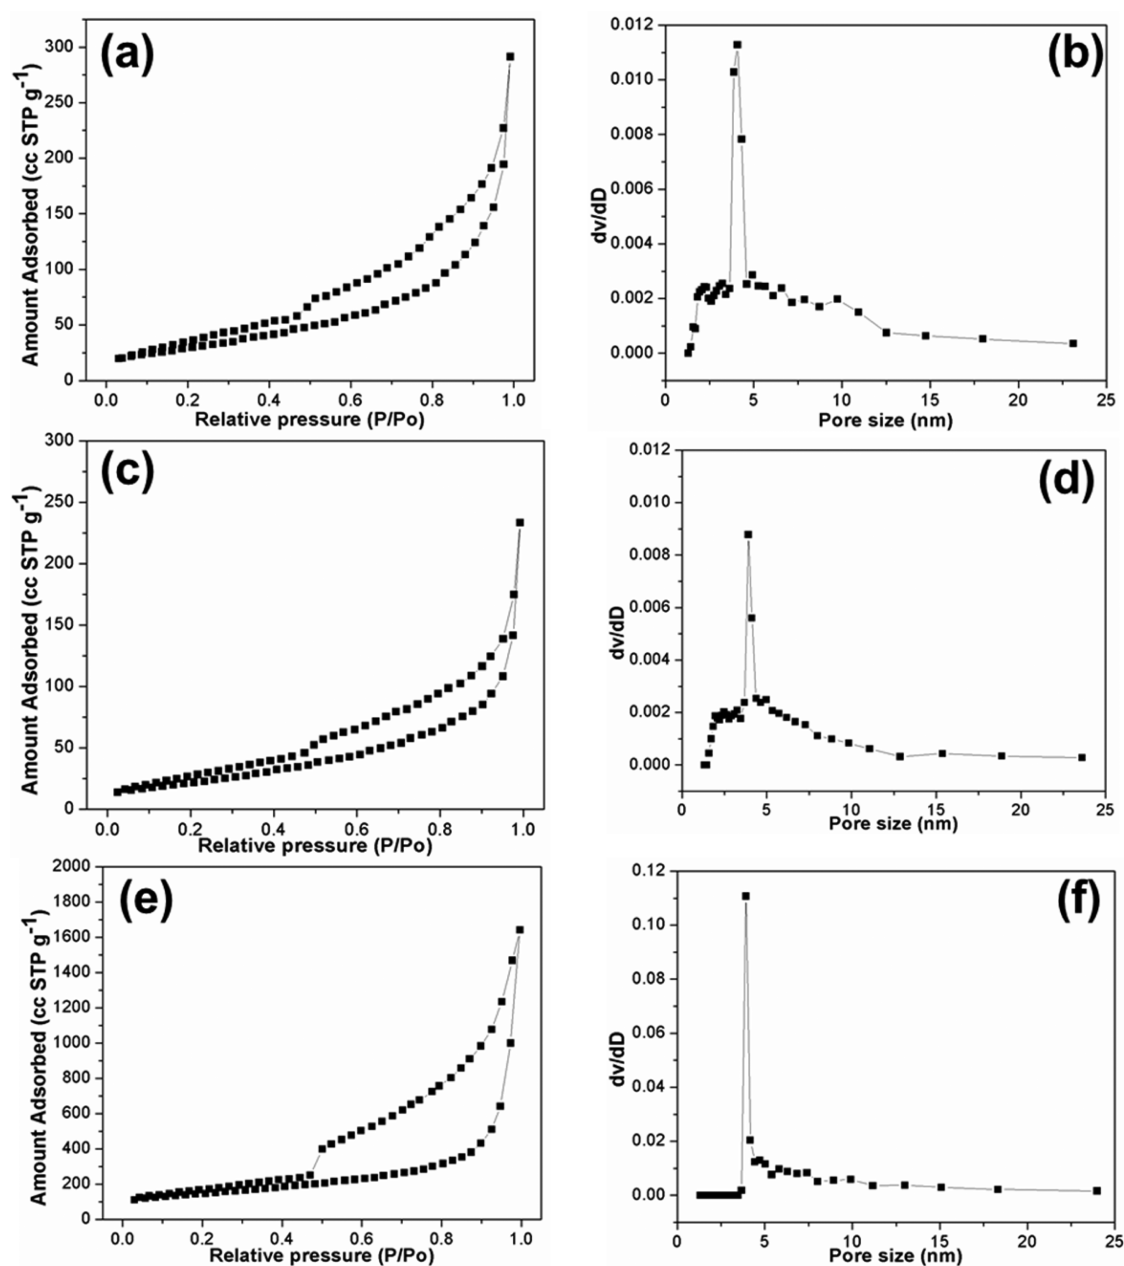 (a)
300
250
200
150
100
50
0
Amount Adsorbed (cc STP g-1)
0.0 0.2 0.4 0.6 0.8 1.0
Relative pressure (P/Po)
(b)
0.012
0.010
0.008
0.006
0.004
0.002
0.000
dv/dD
0 5 10 15 20 25
Pore size (nm)
(c)
300
250
200
150
100
50
0
Amount Adsorbed (cc STP g-1)
0.0 0.2 0.4 0.6 0.8 1.0
Relative pressure (P/Po)
(d)
0.012
0.010
0.008
0.006
0.004
0.002
0.000
dv/dD
0 5 10 15 20 25
Pore size (nm)
(e)
2000
1800
1600
1400
1200
1000
800
600
400
200
0
Amount Adsorbed (cc STP g-1)
0.0 0.2 0.4 0.6 0.8 1.0
Relative pressure (P/Po)
(f)
0.12
0.10
0.08
0.06
0.04
0.02
0.00
dv/dD
0 5 10 15 20 25
Pore size (nm)